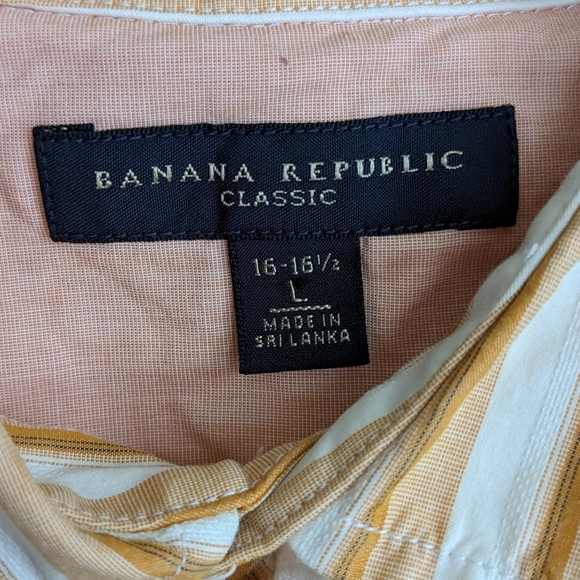 BANANA REPUBLIC
CLASSIC
16-16½
L
MADE IN
SRI LANKA